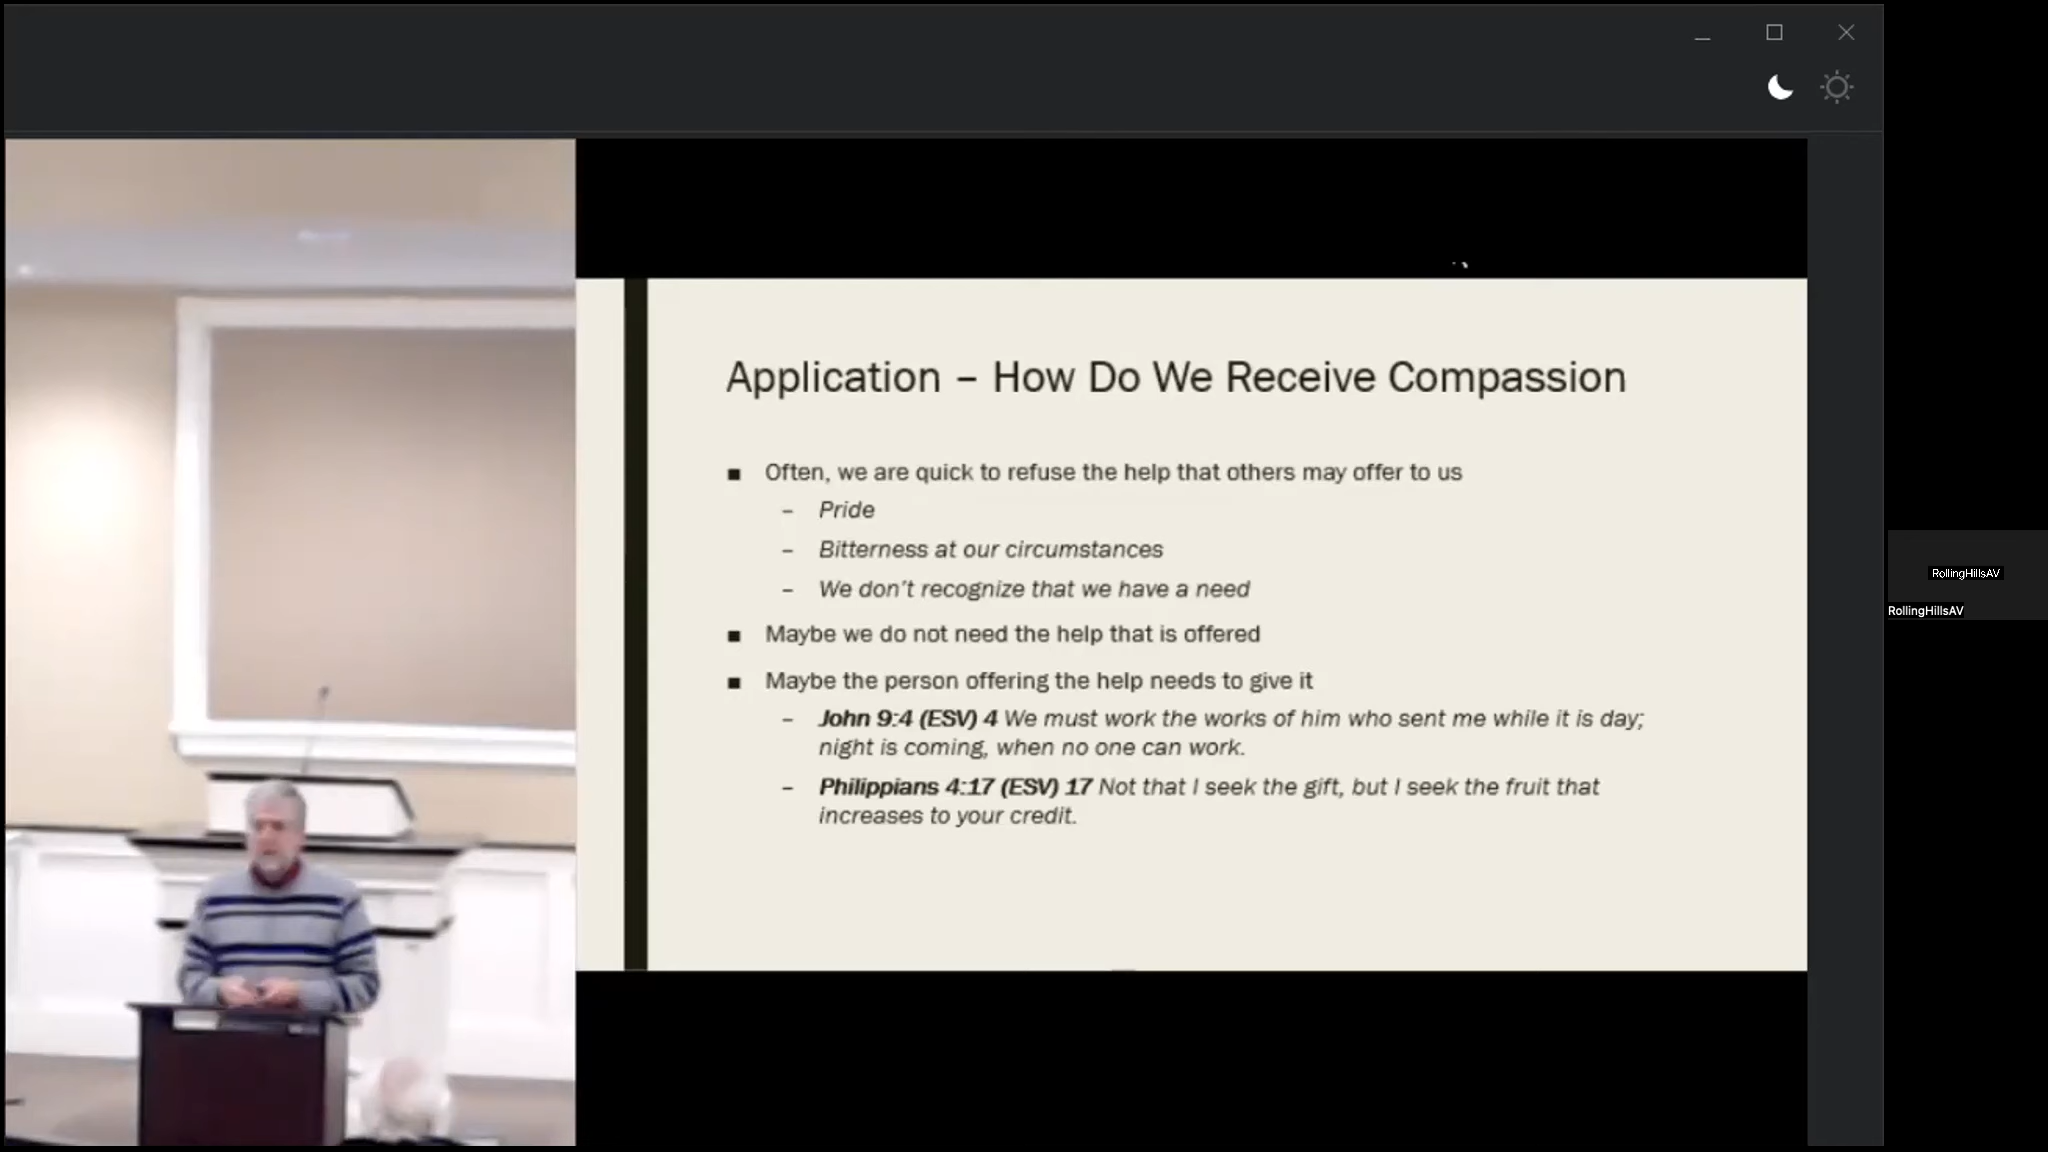 Application – How Do We Receive Compassion
■ Often, we are quick to refuse the help that others may offer to us
– Pride
– Bitterness at our circumstances
– We don't recognize that we have a need
■ Maybe we do not need the help that is offered
■ Maybe the person offering the help needs to give it
– John 9:4 (ESV) 4 We must work the works of him who sent me while it is day;
night is coming, when no one can work.
– Philippians 4:17 (ESV) 17 Not that I seek the gift, but I seek the fruit that
increases to your credit.
RollingHillsAV
RollingHillsAV